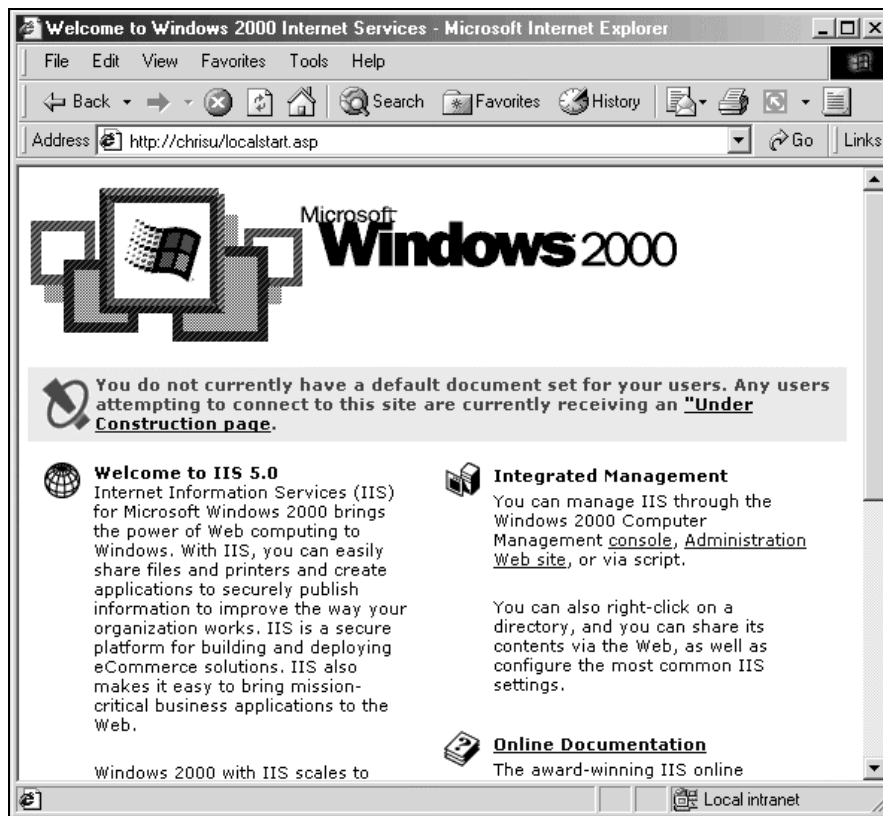 Welcome to Windows 2000 Internet Services - Microsoft Internet Explorer
File Edit View Favorites Tools Help
Back Search Favorites History
Address http://chrisu/localstart.asp Go Links
Microsoft
Windows 2000
You do not currently have a default document set for your users. Any users
attempting to connect to this site are currently receiving an "Under
Construction page.
Welcome to IIS 5.0
Internet Information Services (IIS)
for Microsoft Windows 2000 brings
the power of Web computing to
Windows. With IIS, you can easily
share files and printers and create
applications to securely publish
information to improve the way your
organization works. IIS is a secure
platform for building and deploying
eCommerce solutions. IIS also
makes it easy to bring mission-
critical business applications to the
Web.
Windows 2000 with IIS scales to
Integrated Management
You can manage IIS through the
Windows 2000 Computer
Management console, Administration
Web site, or via script.
You can also right-click on a
directory, and you can share its
contents via the Web, as well as
configure the most common IIS
settings.
Online Documentation
The award-winning IIS online
Local intranet